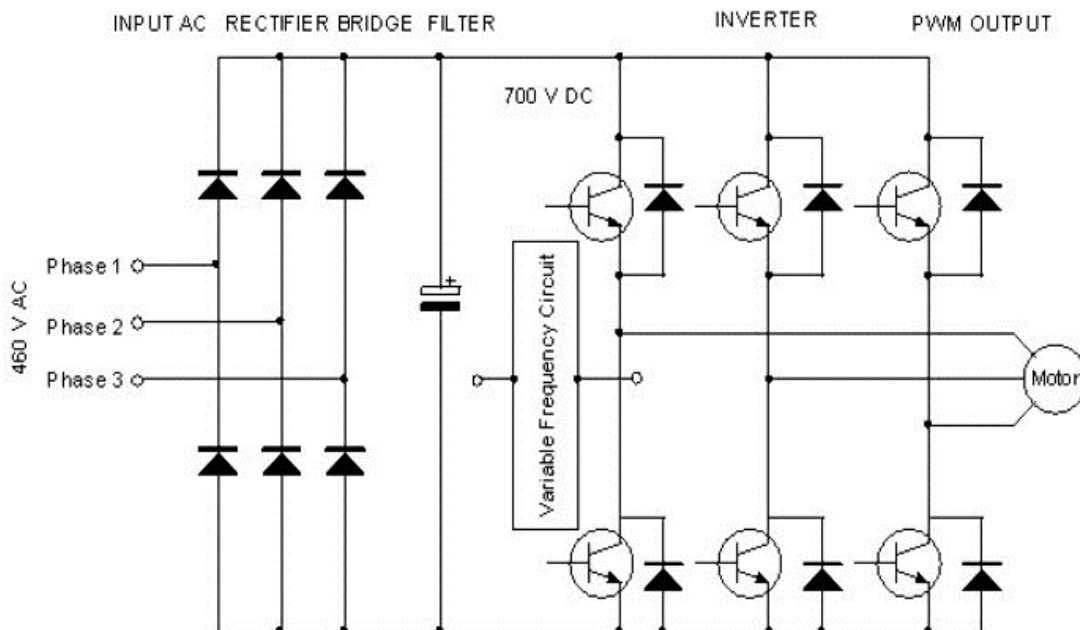 INPUT AC RECTIFIER BRIDGE FILTER
INVERTER
PWM OUTPUT
700 V DC
460 V AC
Phase 1
Phase 2
Phase 3
+
Variable Frequency Circuit
Motor